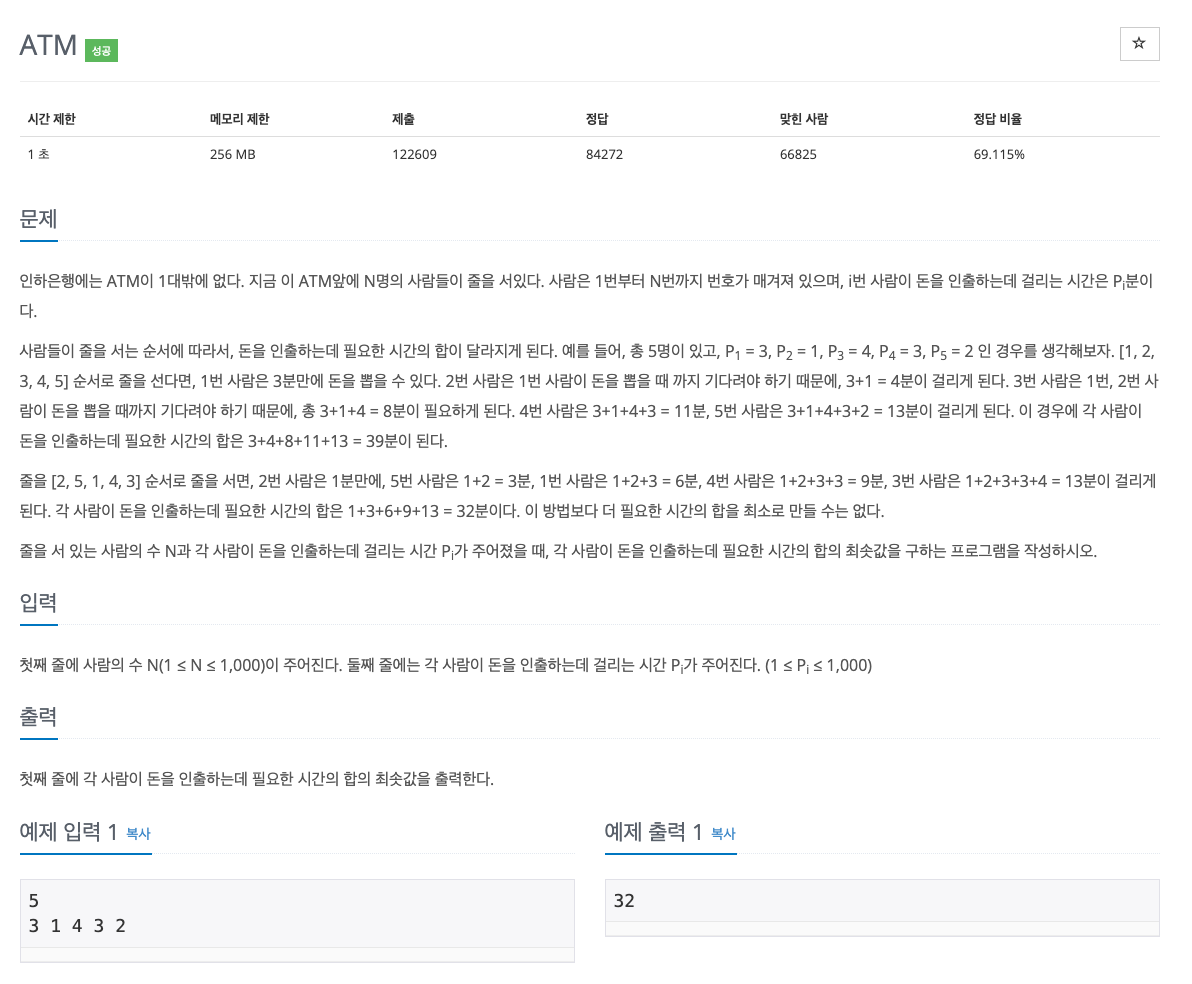 ATM 성공
☆
시간 제한 메모리 제한 제출 정답 맞힌 사람 정답 비율
1 초 256 MB 122609 84272 66825 69.115%
문제
인하은행에는 ATM이 1대밖에 없다. 지금 이 ATM앞에 N명의 사람들이 줄을 서있다. 사람은 1번부터 N번까지 번호가 매겨져 있으며, i번 사람이 돈을 인출하는데 걸리는 시간은 Pi분이
다.
사람들이 줄을 서는 순서에 따라서, 돈을 인출하는데 필요한 시간의 합이 달라지게 된다. 예를 들어, 총 5명이 있고, P1 = 3, P2 = 1, P3 = 4, P4 = 3, P5 = 2 인 경우를 생각해보자. [1, 2,
3, 4, 5] 순서로 줄을 선다면, 1번 사람은 3분만에 돈을 뽑을 수 있다. 2번 사람은 1번 사람이 돈을 뽑을 때 까지 기다려야 하기 때문에, 3+1 = 4분이 걸리게 된다. 3번 사람은 1번, 2번 사
람이 돈을 뽑을 때까지 기다려야 하기 때문에, 총 3+1+4 = 8분이 필요하게 된다. 4번 사람은 3+1+4+3 = 11분, 5번 사람은 3+1+4+3+2 = 13분이 걸리게 된다. 이 경우에 각 사람이
돈을 인출하는데 필요한 시간의 합은 3+4+8+11+13 = 39분이 된다.
줄을 [2, 5, 1, 4, 3] 순서로 줄을 서면, 2번 사람은 1분만에, 5번 사람은 1+2 = 3분, 1번 사람은 1+2+3 = 6분, 4번 사람은 1+2+3+3 = 9분, 3번 사람은 1+2+3+3+4 = 13분이 걸리게
된다. 각 사람이 돈을 인출하는데 필요한 시간의 합은 1+3+6+9+13 = 32분이다. 이 방법보다 더 필요한 시간의 합을 최소로 만들 수는 없다.
줄을 서 있는 사람의 수 N과 각 사람이 돈을 인출하는데 걸리는 시간 Pi가 주어졌을 때, 각 사람이 돈을 인출하는데 필요한 시간의 합의 최솟값을 구하는 프로그램을 작성하시오.
입력
첫째 줄에 사람의 수 N(1 ≤ N ≤ 1,000)이 주어진다. 둘째 줄에는 각 사람이 돈을 인출하는데 걸리는 시간 Pi가 주어진다. (1 ≤ Pi ≤ 1,000)
출력
첫째 줄에 각 사람이 돈을 인출하는데 필요한 시간의 합의 최솟값을 출력한다.
예제 입력 1 복사
5
3 1 4 3 2
예제 출력 1 복사
32